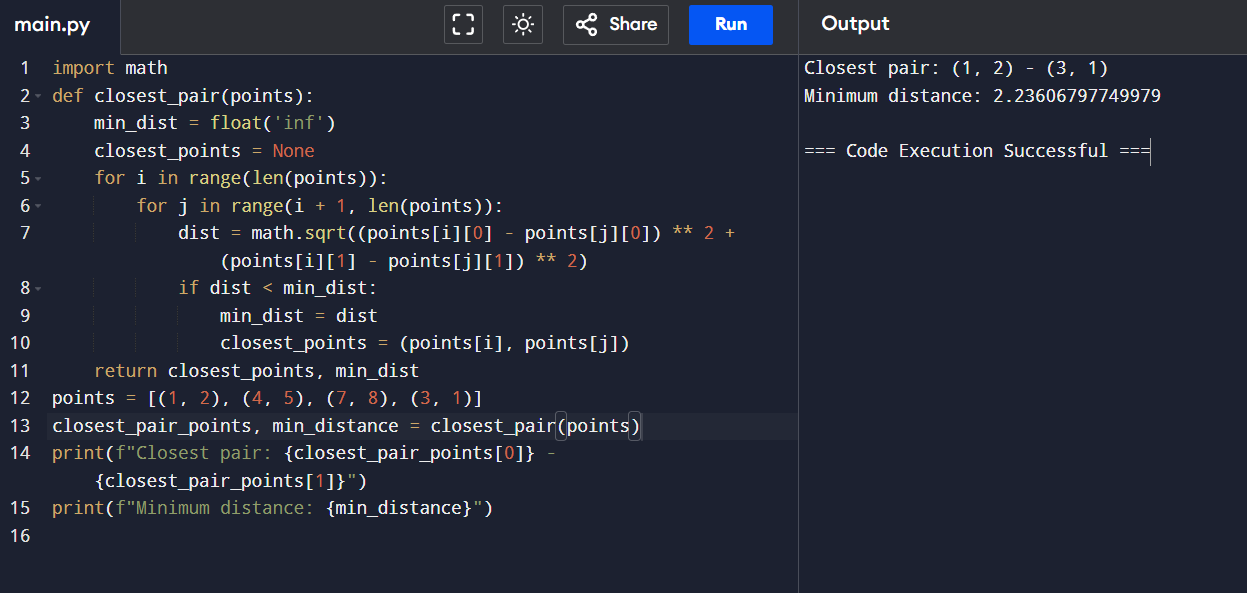 main.py
Share
Run
Output
1 import math
2 def closest_pair(points):
3     min_dist = float('inf')
4     closest_points = None
5     for i in range(len(points)):
6         for j in range(i + 1, len(points)):
7             dist = math.sqrt((points[i][0] - points[j][0]) ** 2 +
                (points[i][1] - points[j][1]) ** 2)
8             if dist < min_dist:
9                 min_dist = dist
10                 closest_points = (points[i], points[j])
11     return closest_points, min_dist
12 points = [(1, 2), (4, 5), (7, 8), (3, 1)]
13 closest_pair_points, min_distance = closest_pair(points)
14 print(f"Closest pair: {closest_pair_points[0]} -
    {closest_pair_points[1]}")
15 print(f"Minimum distance: {min_distance}")
16
Closest pair: (1, 2) - (3, 1)
Minimum distance: 2.23606797749979
=== Code Execution Successful ===